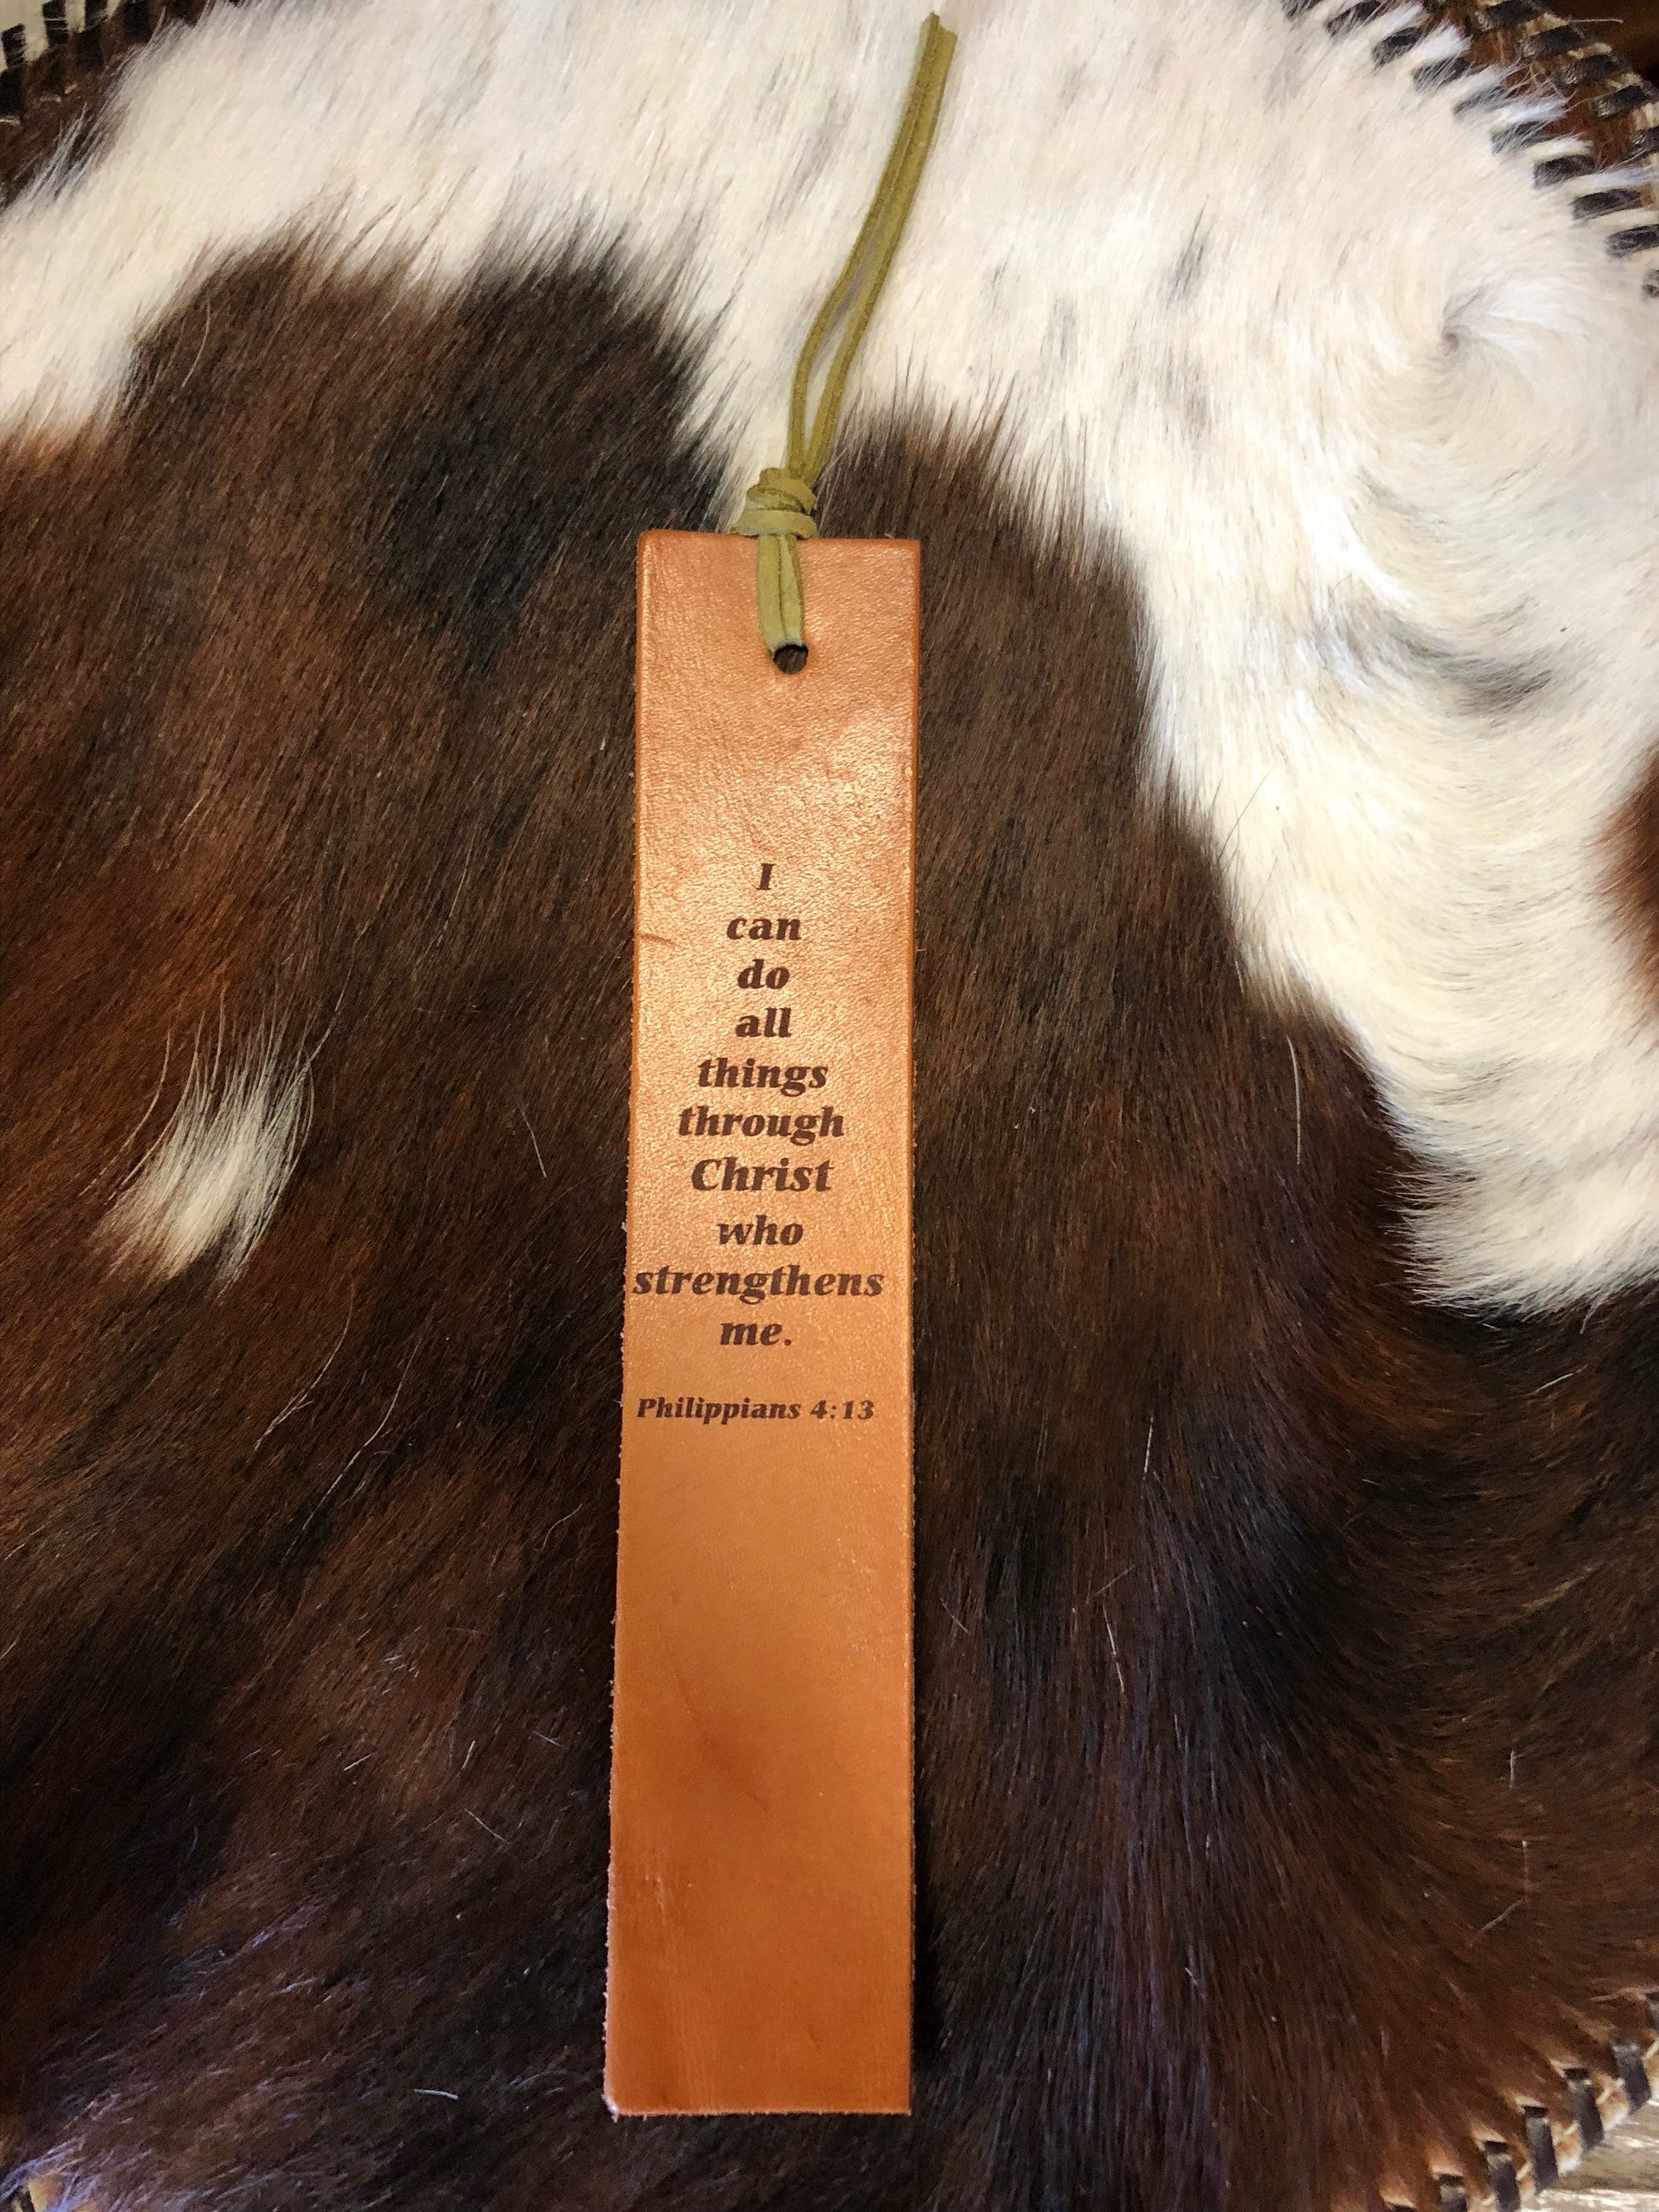 I
can
do
all
things
through
Christ
who
strengthens
me.
Philippians 4:13